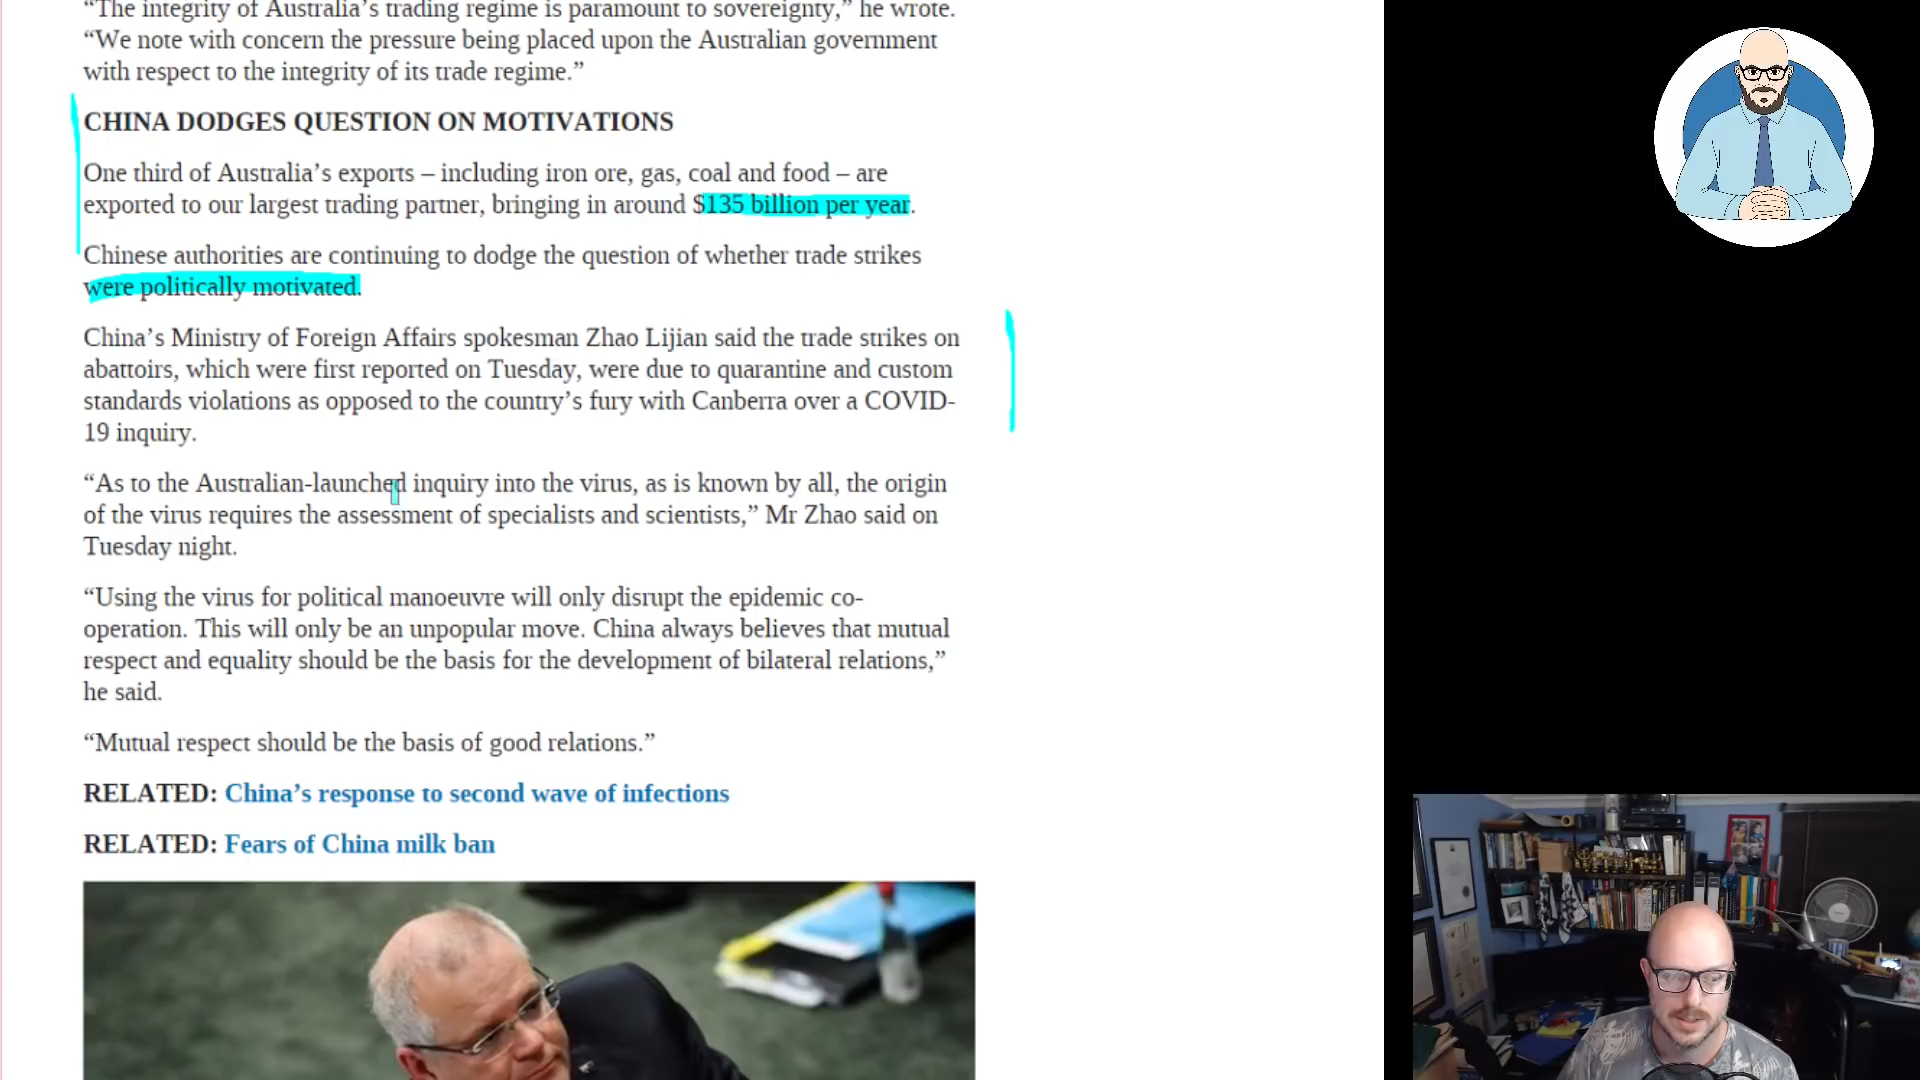 “The integrity of Australia’s trading regime is paramount to sovereignty,” he wrote.
“We note with concern the pressure being placed upon the Australian government
with respect to the integrity of its trade regime.”
CHINA DODGES QUESTION ON MOTIVATIONS
One third of Australia’s exports – including iron ore, gas, coal and food – are
exported to our largest trading partner, bringing in around $135 billion per year.
Chinese authorities are continuing to dodge the question of whether trade strikes
were politically motivated.
China’s Ministry of Foreign Affairs spokesman Zhao Lijian said the trade strikes on
abattoirs, which were first reported on Tuesday, were due to quarantine and custom
standards violations as opposed to the country’s fury with Canberra over a COVID-
19 inquiry.
“As to the Australian-launched inquiry into the virus, as is known by all, the origin
of the virus requires the assessment of specialists and scientists,” Mr Zhao said on
Tuesday night.
“Using the virus for political manoeuvre will only disrupt the epidemic co-
operation. This will only be an unpopular move. China always believes that mutual
respect and equality should be the basis for the development of bilateral relations,”
he said.
“Mutual respect should be the basis of good relations.”
RELATED: China’s response to second wave of infections
RELATED: Fears of China milk ban